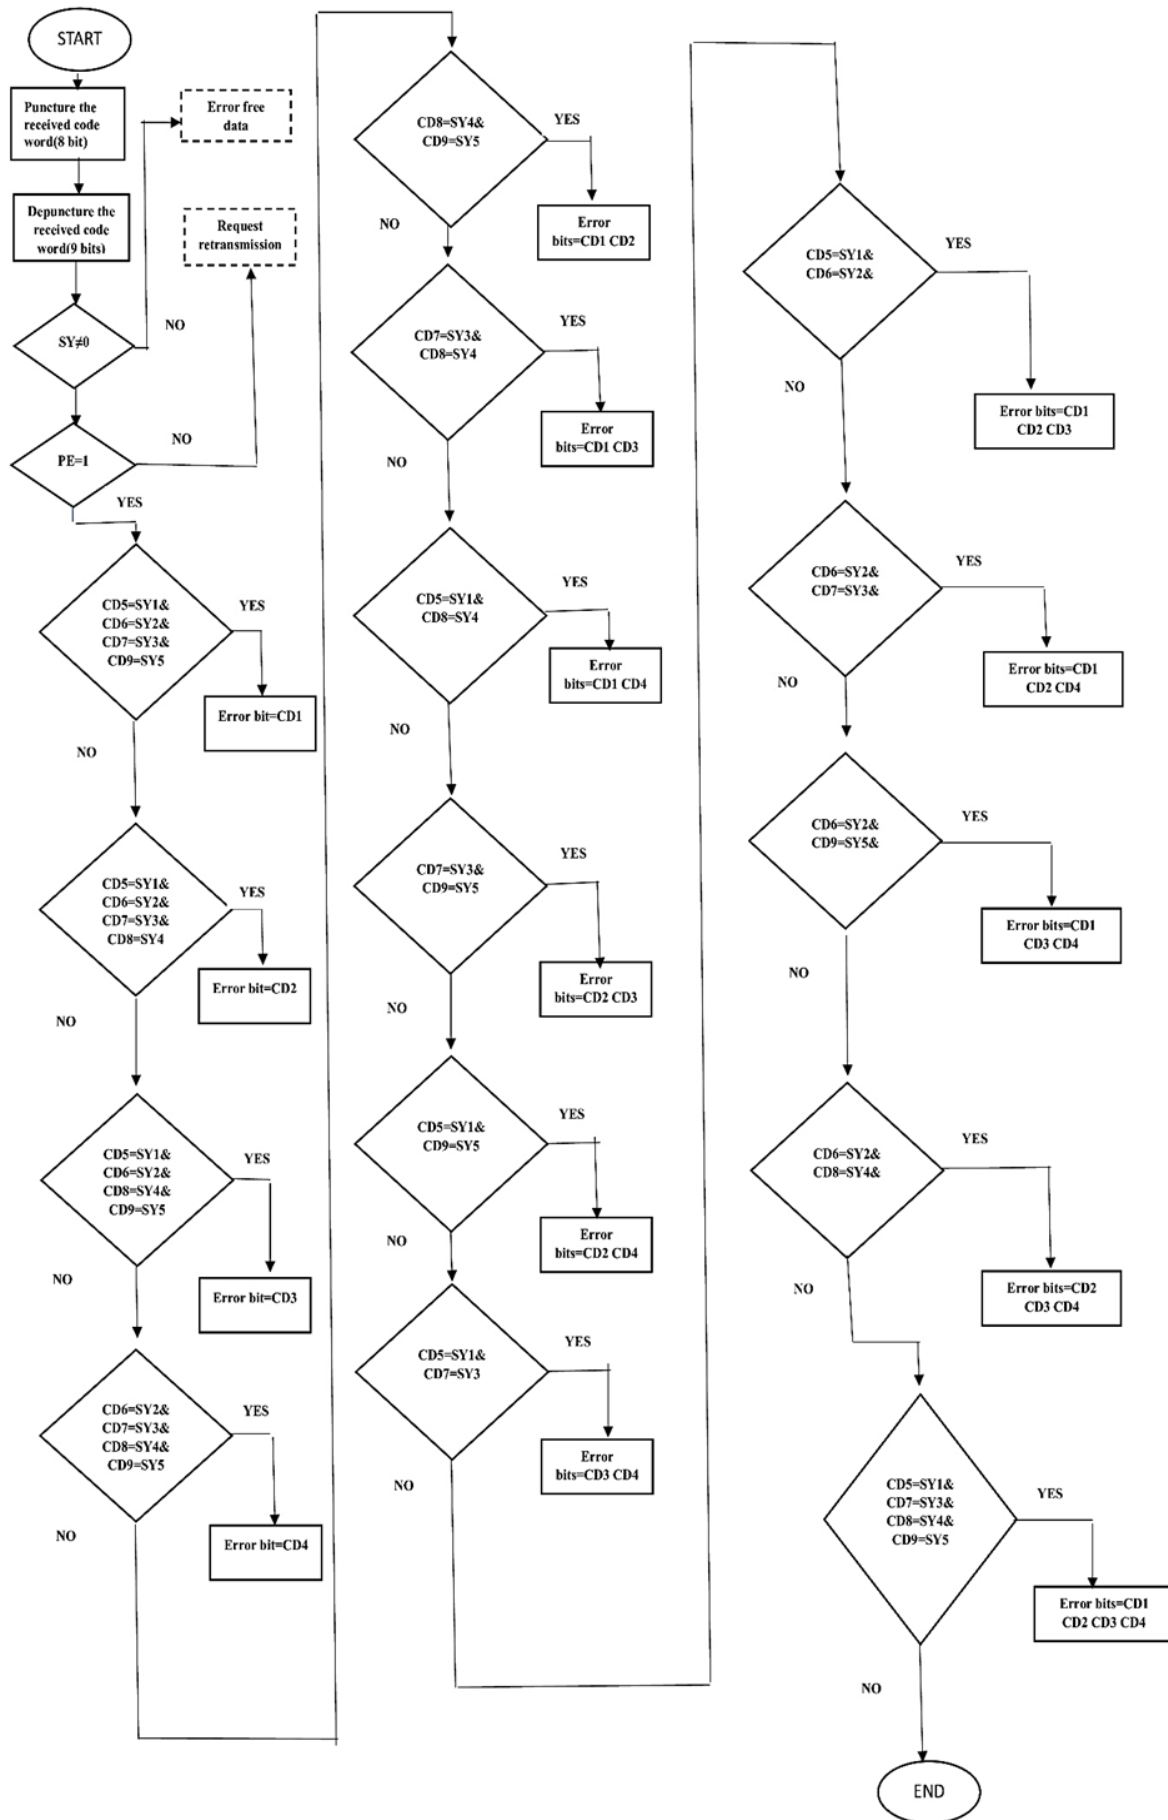 START
Puncture the
received code
word(8 bit)
Error free
data
Depuncture the
received code
word(9 bits)
Request
retransmission
SY≠0
NO
PE=1
NO
YES
CD5=SY1&
CD6=SY2&
CD7=SY3&
CD9=SY5
YES
Error bit=CD1
NO
CD5=SY1&
CD6=SY2&
CD7=SY3&
CD8=SY4
YES
Error bit=CD2
NO
CD5=SY1&
CD6=SY2&
CD8=SY4&
CD9=SY5
YES
Error bit=CD3
NO
CD6=SY2&
CD7=SY3&
CD8=SY4&
CD9=SY5
YES
Error bit=CD4
NO
CD8=SY4&
CD9=SY5
YES
Error
bits=CD1 CD2
NO
CD7=SY3&
CD8=SY4
YES
Error
bits=CD1 CD3
NO
CD5=SY1&
CD8=SY4
YES
Error
bits=CD1 CD4
NO
CD7=SY3&
CD9=SY5
YES
Error
bits=CD2 CD3
NO
CD5=SY1&
CD9=SY5
YES
Error
bits=CD2 CD4
NO
CD5=SY1&
CD7=SY3
YES
Error
bits=CD3 CD4
NO
CD5=SY1&
CD6=SY2&
YES
Error bits=CD1
CD2 CD3
NO
CD6=SY2&
CD7=SY3&
YES
Error bits=CD1
CD2 CD4
NO
CD6=SY2&
CD9=SY5&
YES
Error bits=CD1
CD3 CD4
NO
CD6=SY2&
CD8=SY4&
YES
Error bits=CD2
CD3 CD4
NO
CD5=SY1&
CD7=SY3&
CD8=SY4&
CD9=SY5
YES
Error bits=CD1
CD2 CD3 CD4
NO
END